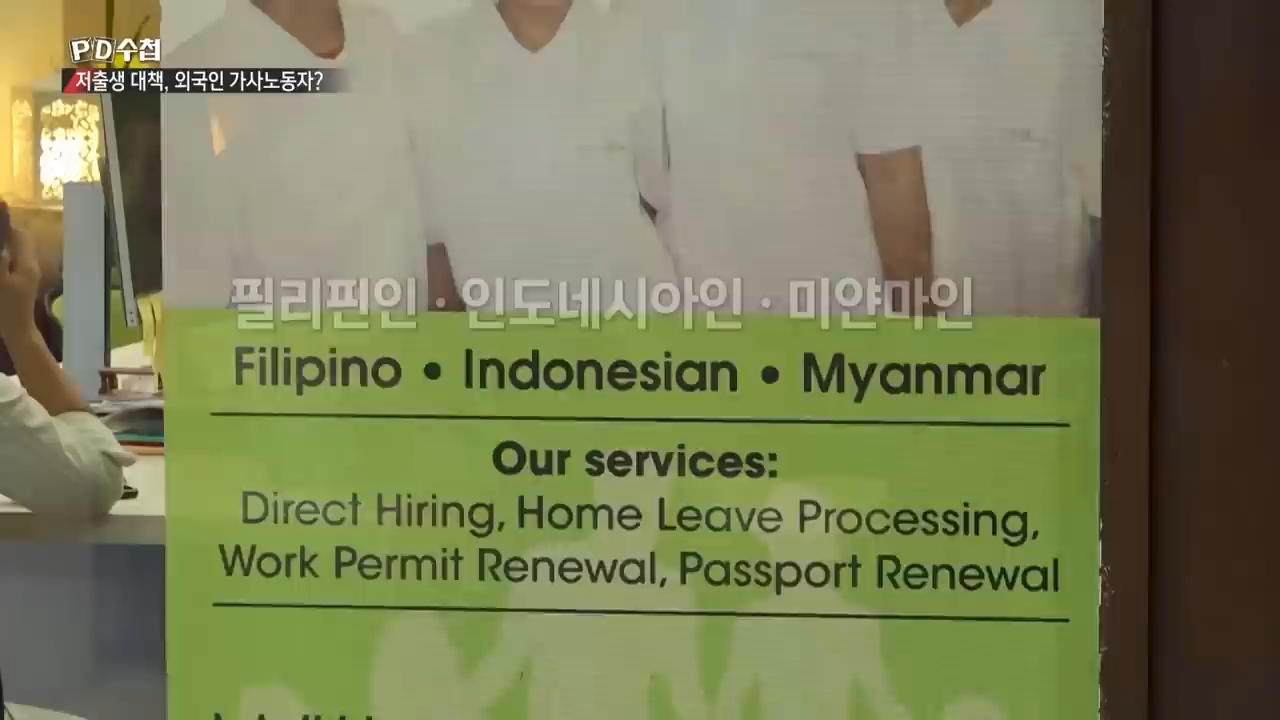 PD수첩
저출생 대책, 외국인 가사노동자?
필리핀인 · 인도네시아인 · 미얀마인
Filipino • Indonesian • Myanmar
Our services:
Direct Hiring, Home Leave Processing,
Work Permit Renewal, Passport Renewal